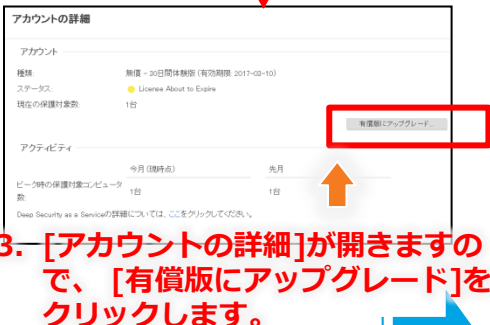 アカウントの詳細
アカウント
種類: 無償 - 30日間体験版 (有効期限: 2017-03-10)
ステータス: License About to Expire
現在の保護対象数: 1台
有償版にアップグレード...
アクティビティ
今月 (現時点) 先月
ピーク時の保護対象コンピュータ数: 1台 1台
Deep Security as a Serviceの詳細については、ここをクリックしてください。
3. [アカウントの詳細]が開きますの
で、 [有償版にアップグレード]を
クリックします。